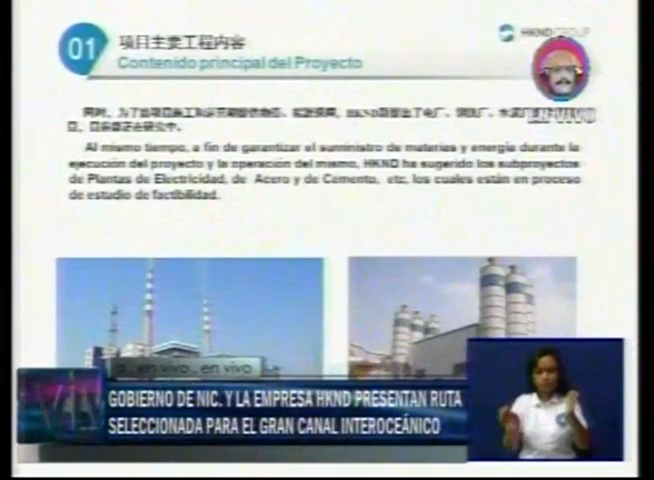 01
项目主要工程内容
Contenido principal del Proyecto
HKND GROUP
EN VIVO
Al mismo tiempo, a fin de garantizar el suministro de materias y energía durante la
ejecución del proyecto y la operación del mismo, HKND ha sugerido los subproyectos
de Plantas de Electricidad, de Acero y de Cemento, etc, los cuales están en proceso
de estudio de factibilidad.
en vivo.. en vivo
GOBIERNO DE NIC. Y LA EMPRESA HKND PRESENTAN RUTA
SELECCIONADA PARA EL GRAN CANAL INTEROCEÁNICO